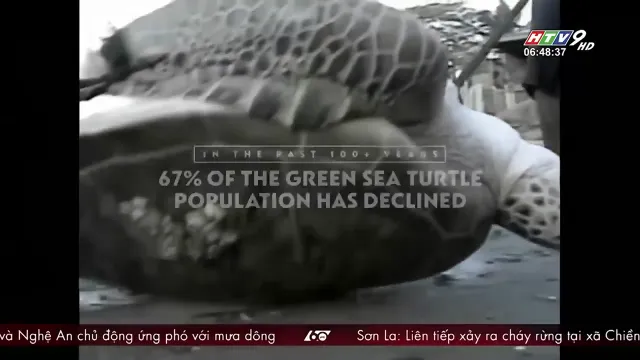 HTV9 HD
06:48:37
IN THE PAST 100+ YEARS
67% OF THE GREEN SEA TURTLE
POPULATION HAS DECLINED
và Nghệ An chủ động ứng phó với mưa dông 60 Sơn La: Liên tiếp xảy ra cháy rừng tại xã Chiền